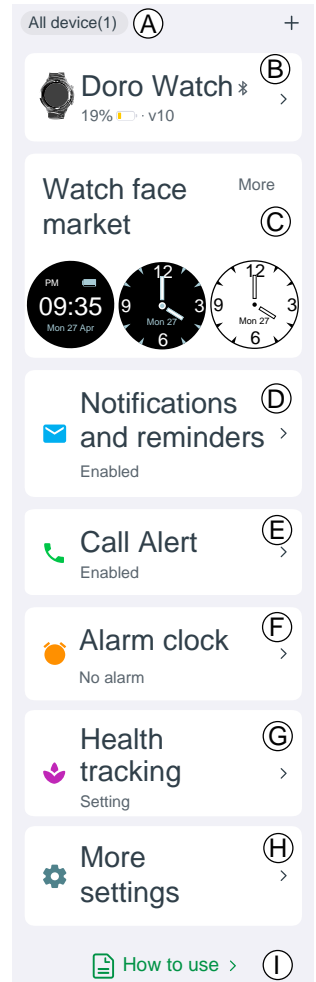 All device(1) A +
B
Doro Watch
19% · · v10
Watch face More
market C
PM
09:35
Mon 27 Apr
12
9 3
Mon 27
6
12
9 3
Mon 27
6
Notifications D
and reminders
Enabled
E
Call Alert
Enabled
F
Alarm clock
No alarm
Health G
tracking
Setting
More H
settings
How to use I